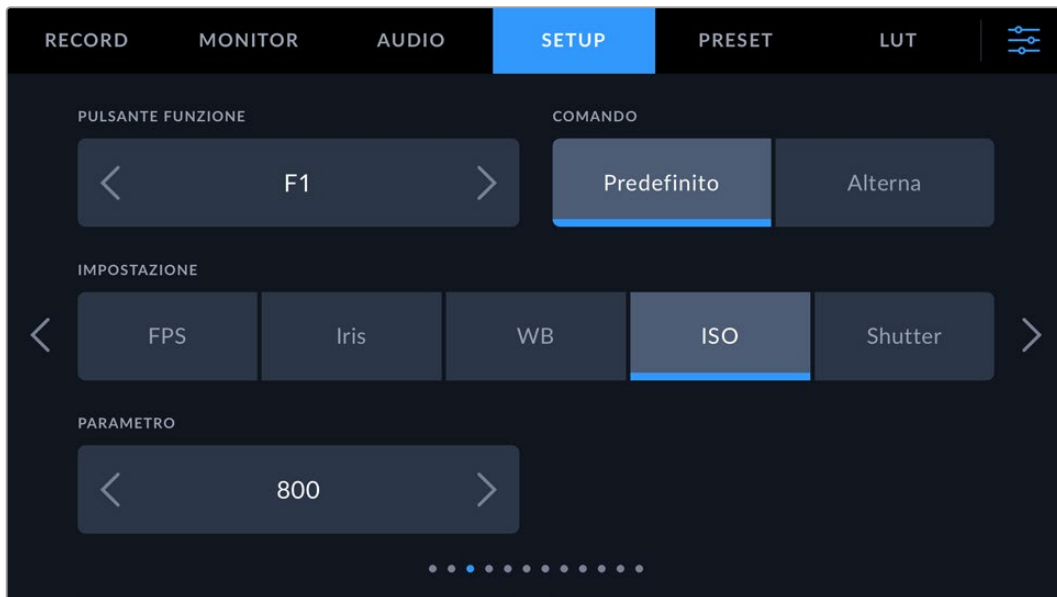 RECORD MONITOR AUDIO SETUP PRESET LUT
PULSANTE FUNZIONE COMANDO
F1 Predefinito Alterna
IMPOSTAZIONE
FPS Iris WB ISO Shutter
PARAMETRO
800